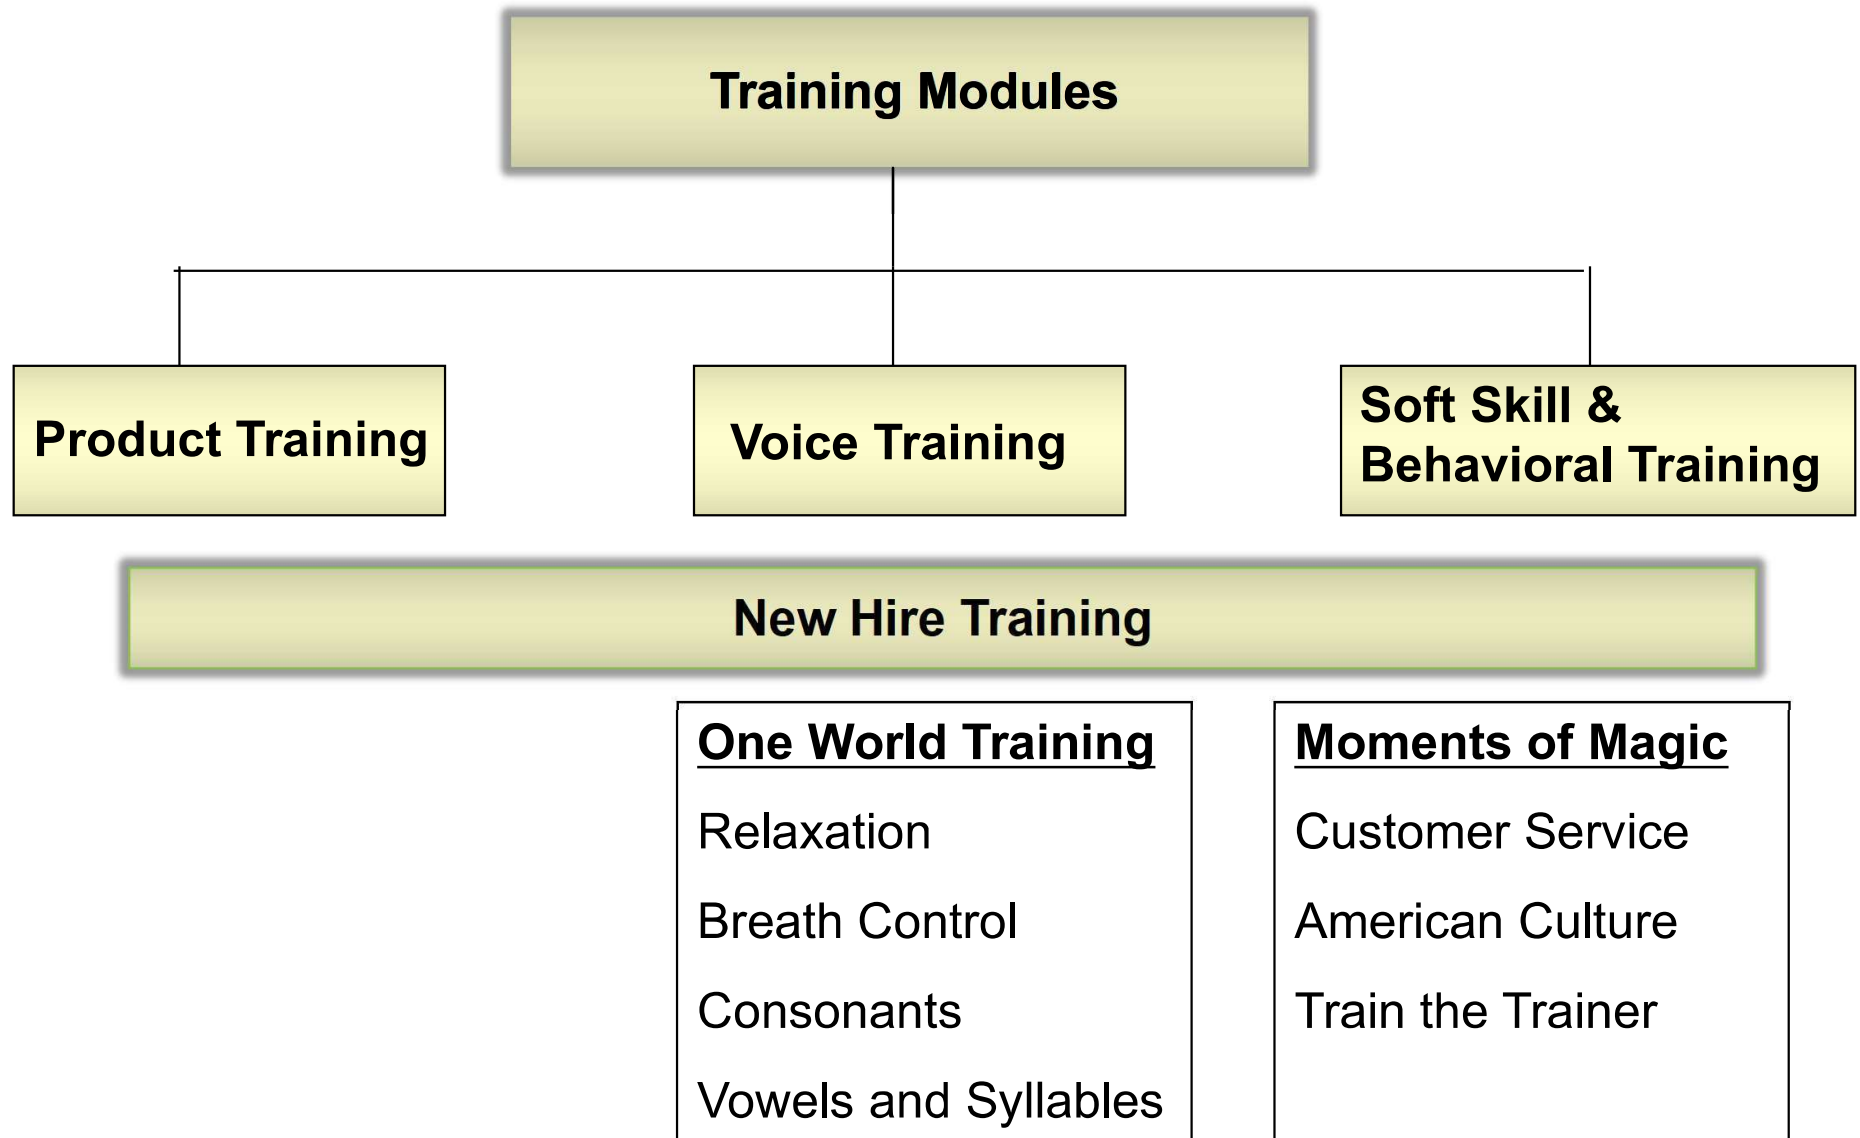 Training Modules
Product Training
Voice Training
Soft Skill &
Behavioral Training
New Hire Training
One World Training
Relaxation
Breath Control
Consonants
Vowels and Syllables
Moments of Magic
Customer Service
American Culture
Train the Trainer